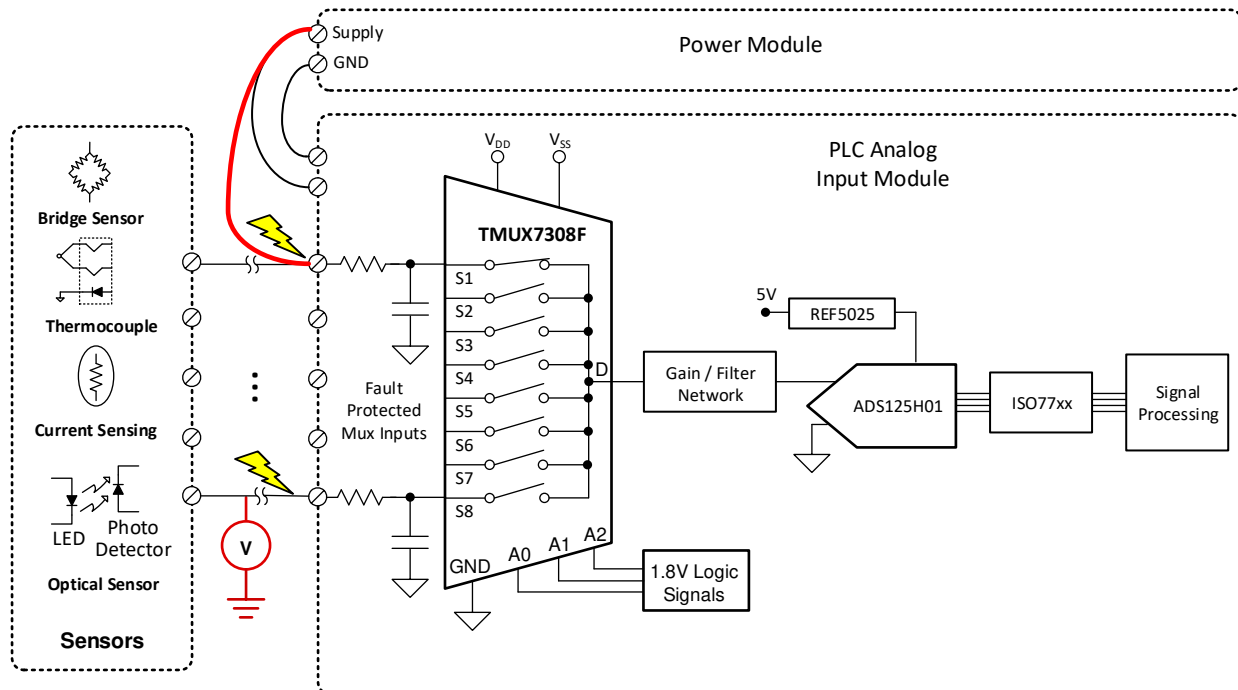 Supply
GND
Power Module
PLC Analog
Input Module
VDD
VSS
TMUX7308F
Bridge Sensor
Thermocouple
Current Sensing
LED
Photo
Detector
Optical Sensor
Sensors
V
Fault
Protected
Mux Inputs
S1
S2
S3
S4
S5
S6
S7
S8
D
GND
A0
A1
A2
1.8V Logic
Signals
Gain / Filter
Network
5V
REF5025
ADS125H01
ISO77xx
Signal
Processing